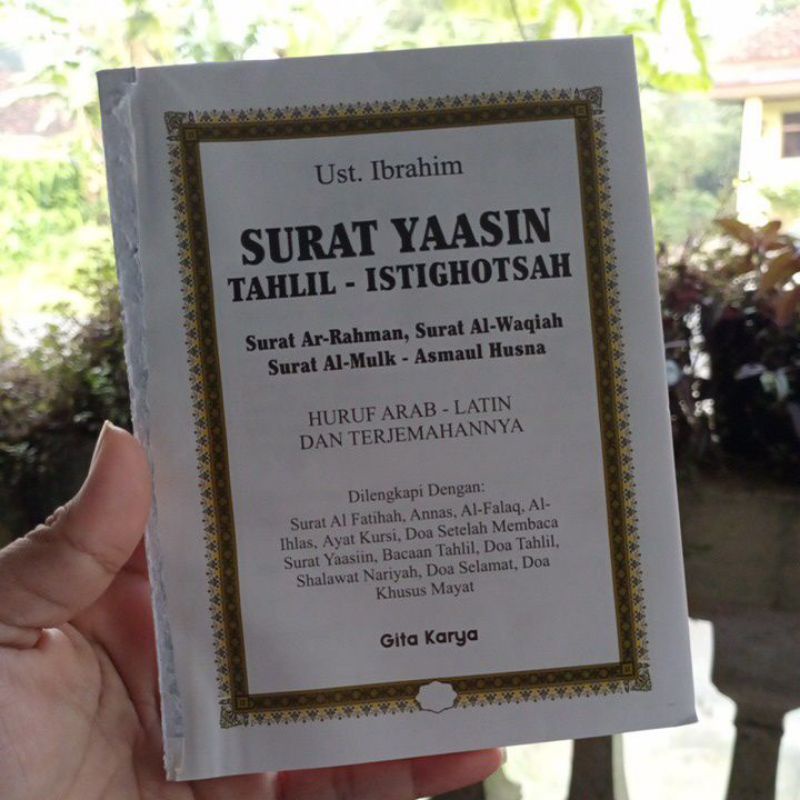 Ust. Ibrahim
SURAT YAASIN
TAHLIL - ISTIGHOTSAH
Surat Ar-Rahman, Surat Al-Waqiah
Surat Al-Mulk - Asmaul Husna
HURUF ARAB - LATIN
DAN TERJEMAHANNYA
Dilengkapi Dengan:
Surat Al Fatihah, Annas, Al-Falaq, Al-
Ihlas, Ayat Kursi, Doa Setelah Membaca
Surat Yaasiin, Bacaan Tahlil, Doa Tahlil,
Shalawat Nariyah, Doa Selamat, Doa
Khusus Mayat
Gita Karya